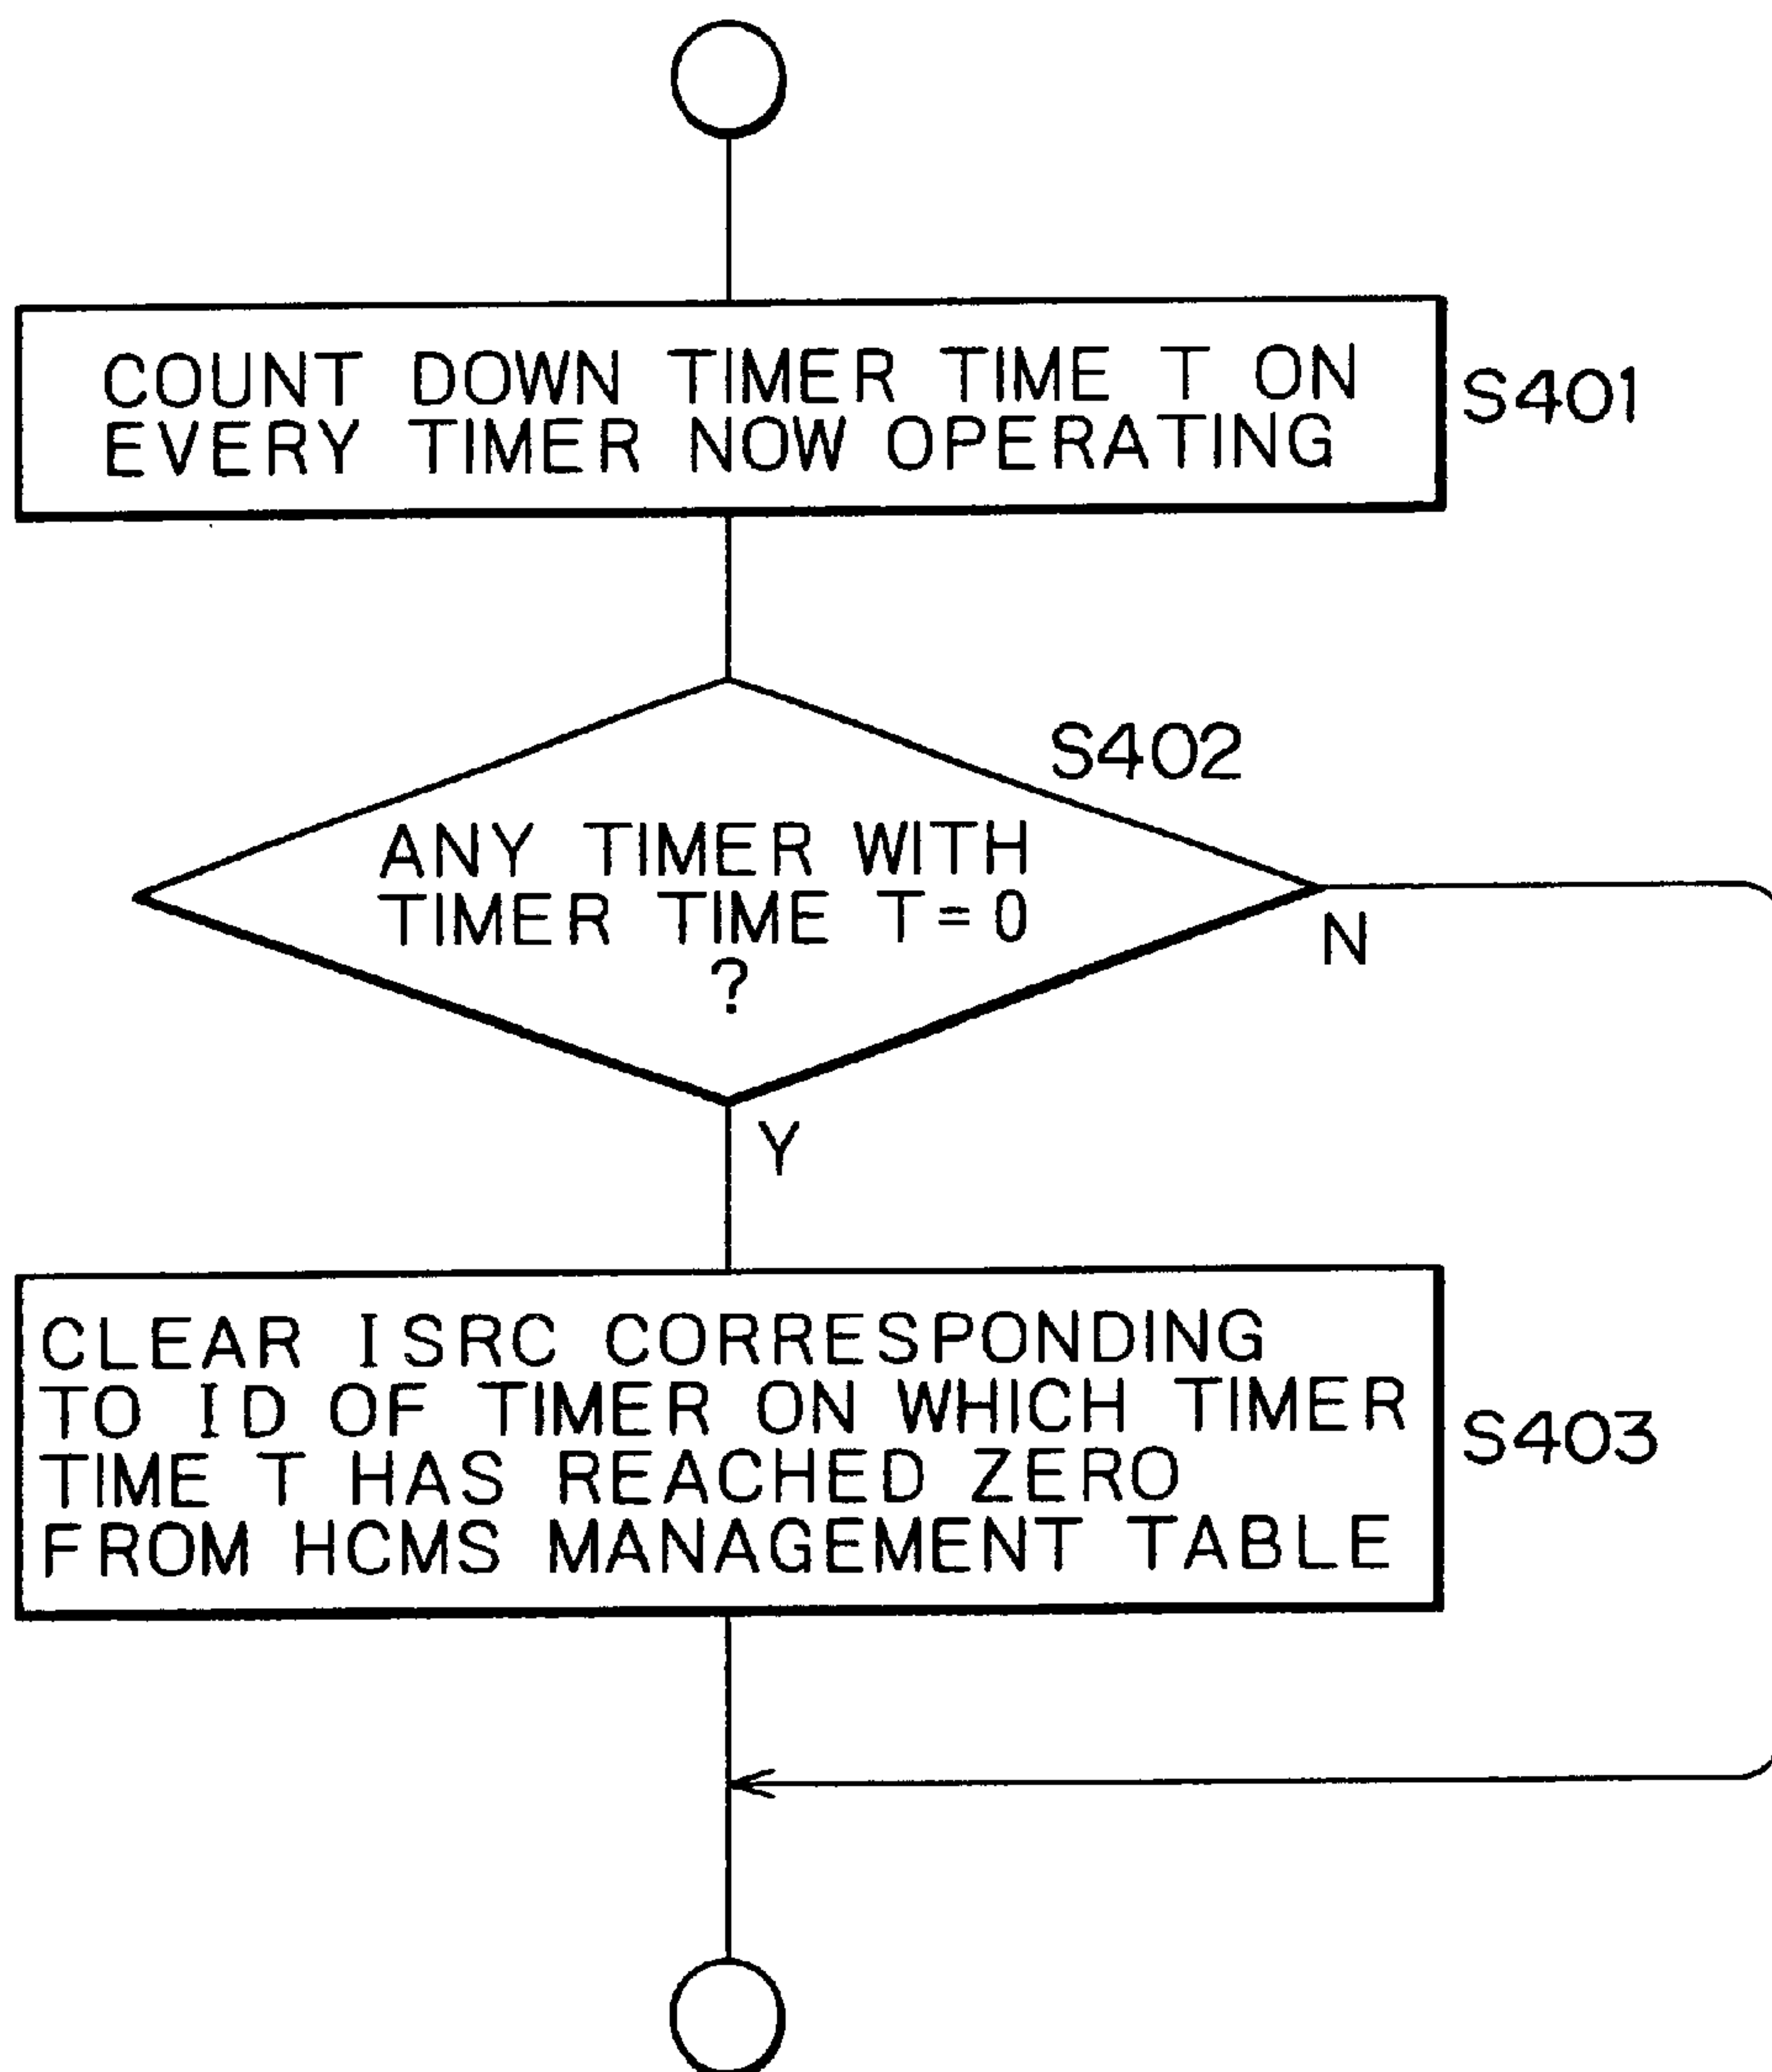 COUNT DOWN TIMER TIME T ON
EVERY TIMER NOW OPERATING
S401
S402
ANY TIMER WITH
TIMER TIME T=0
?
N
Y
CLEAR ISRC CORRESPONDING
TO ID OF TIMER ON WHICH TIMER
TIME T HAS REACHED ZERO
FROM HCMS MANAGEMENT TABLE
S403